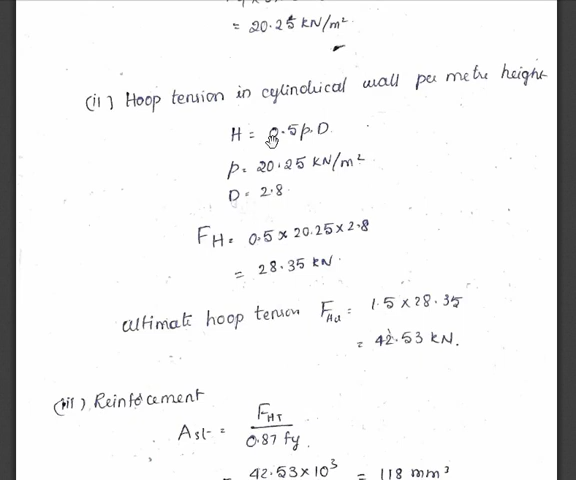 = 20.25 KN/m²
(ii) Hoop tension in cylindrical wall per metre height
H = 0.5 p. D.
p = 20.25 KN/m²
D = 2.8
FH = 0.5 × 20.25 × 2.8
= 28.35 KN.
ultimate hoop tension F = 1.5 × 28.35
= 42.53 KN.
(iii) Reinforcement
Ast = FHT / 0.87 fy.
= 42.53 × 10³ = 118 mm²